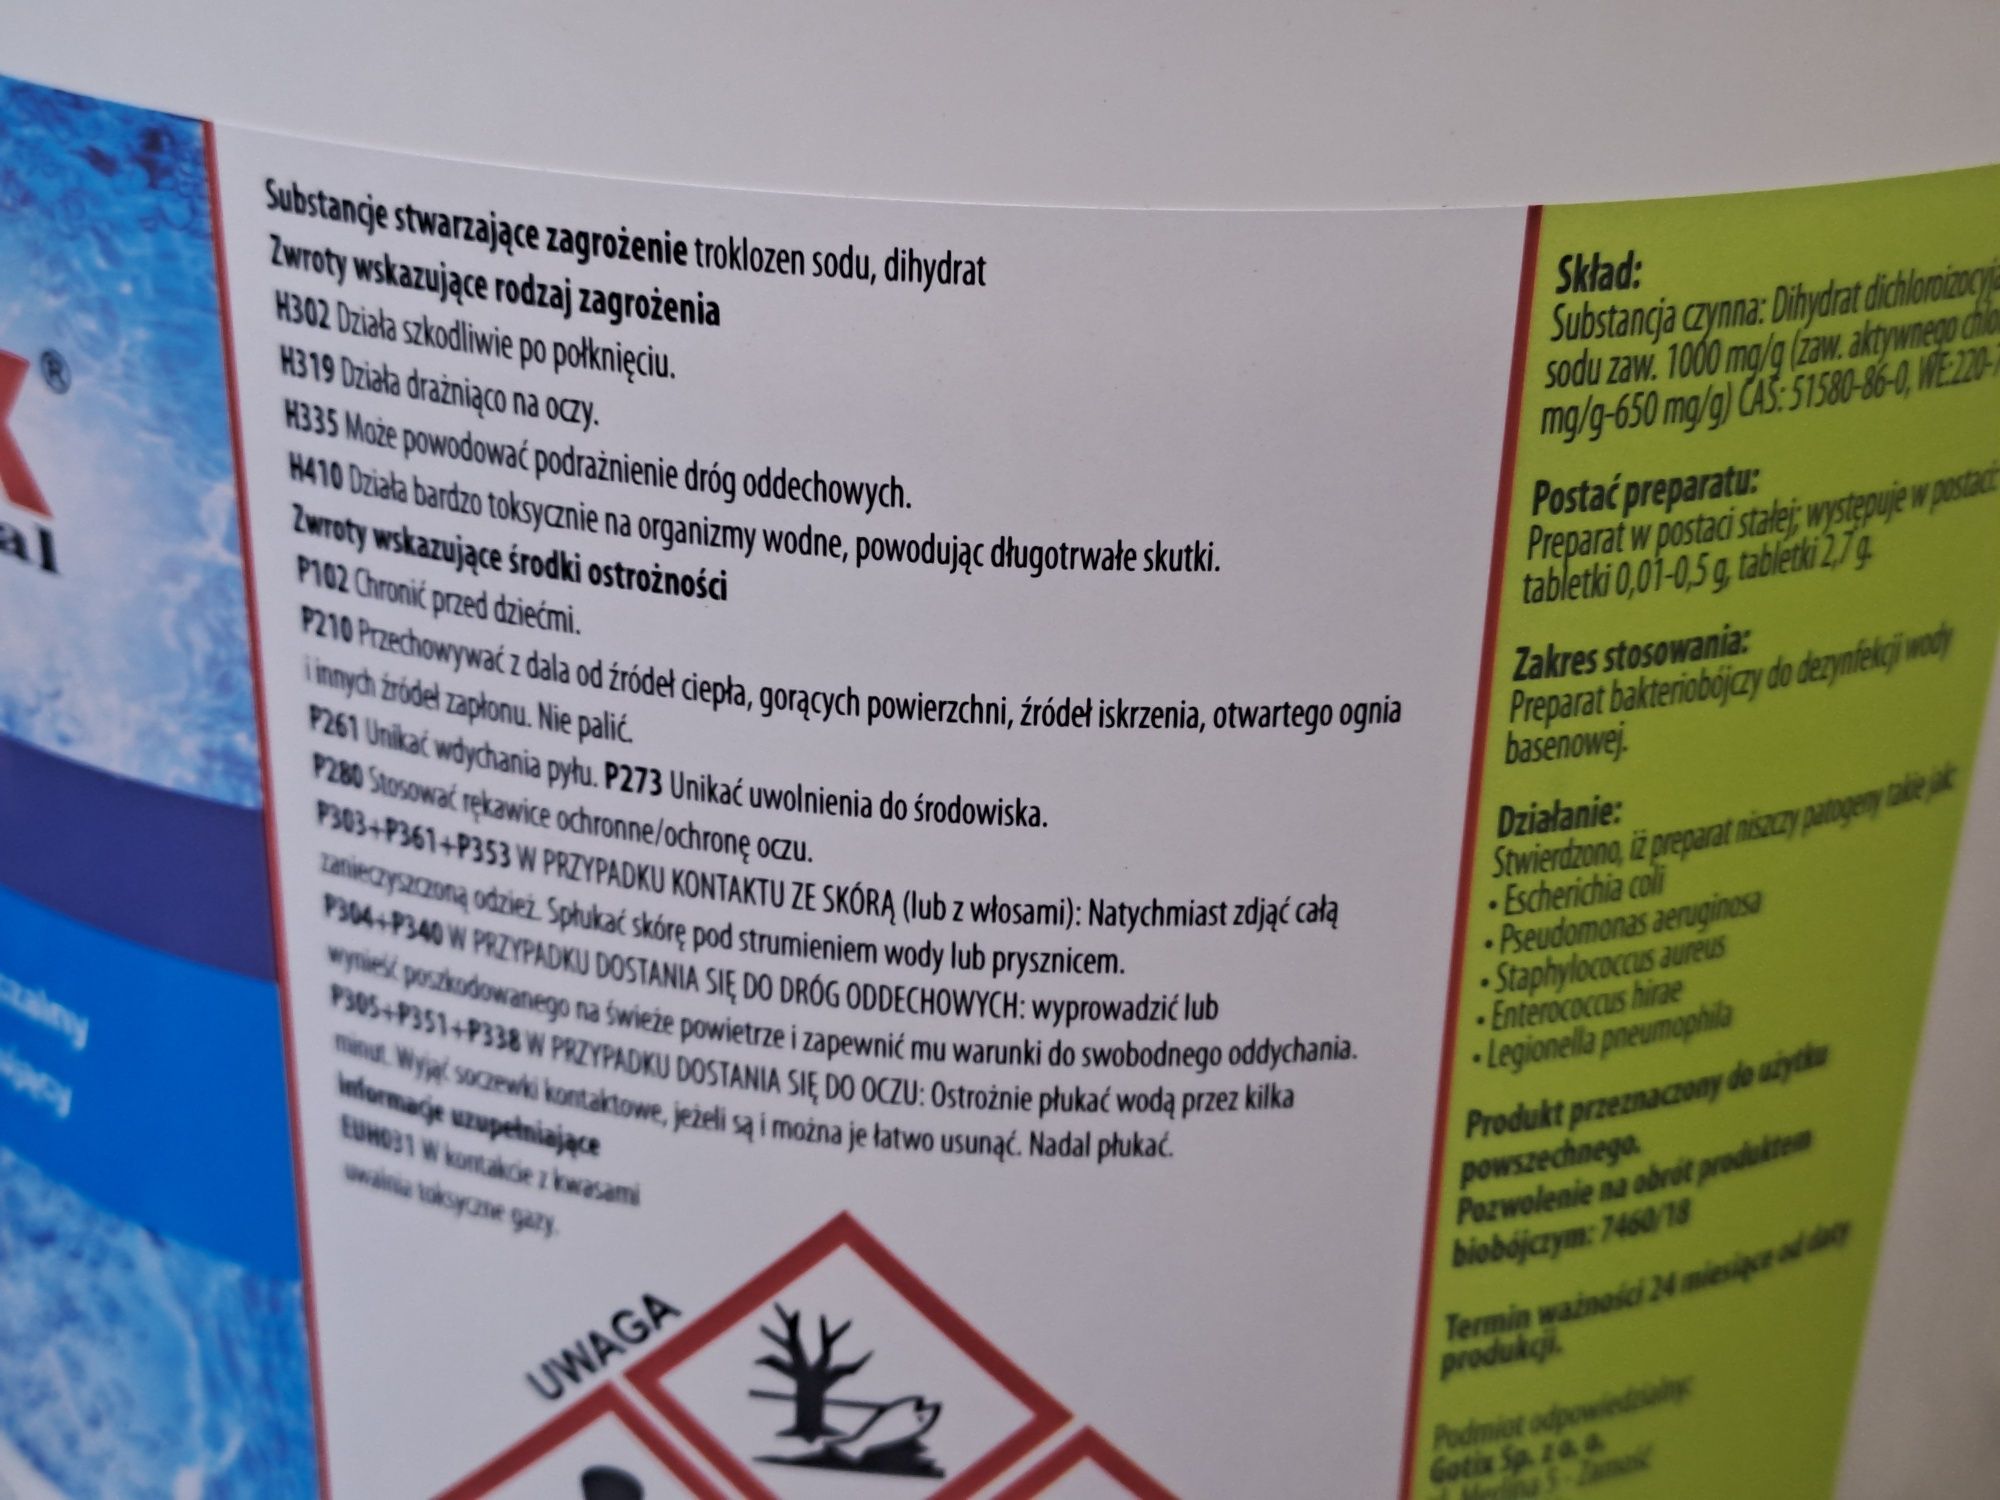 ®
al
czalny
Substancje stwarzające zagrożenie troklozen sodu, dihydrat
Zwroty wskazujące rodzaj zagrożenia
H302 Działa szkodliwie po połknięciu.
H319 Działa drażniąco na oczy.
H335 Może powodować podrażnienie dróg oddechowych.
H410 Działa bardzo toksycznie na organizmy wodne, powodując długotrwałe skutki.
Zwroty wskazujące środki ostrożności
P102 Chronić przed dziećmi.
P210 Przechowywać z dala od źródeł ciepła, gorących powierzchni, źródeł iskrzenia, otwartego ognia
i innych źródeł zapłonu. Nie palić.
P261 Unikać wdychania pyłu. P273 Unikać uwolnienia do środowiska.
P280 Stosować rękawice ochronne/ochronę oczu.
P303+P361+P353 W PRZYPADKU KONTAKTU ZE SKÓRĄ (lub z włosami): Natychmiast zdjąć całą
zanieczyszczoną odzież. Spłukać skórę pod strumieniem wody lub prysznicem.
P304+P340 W PRZYPADKU DOSTANIA SIĘ DO DRÓG ODDECHOWYCH: wyprowadzić lub
wynieść poszkodowanego na świeże powietrze i zapewnić mu warunki do swobodnego oddychania.
P305+P351+P338 W PRZYPADKU DOSTANIA SIĘ DO OCZU: Ostrożnie płukać wodą przez kilka
minut. Wyjąć soczewki kontaktowe, jeżeli są i można je łatwo usunąć. Nadal płukać.
Informacje uzupełniające
EUH031 W kontakcie z kwasami
uwalnia toksyczne gazy.
UWAGA
Skład:
Substancja czynna: Dihydrat dichloroizocyja
sodu zaw. 1000 mg/g (zaw. aktywnego chlo
mg/g-650 mg/g) CAS: 51580-86-0, WE:220-7
Postać preparatu:
Preparat w postaci stałej; występuje w postaci:
tabletki 0,01-0,5 g, tabletki 2,7 g.
Zakres stosowania:
Preparat bakteriobójczy do dezynfekcji wody
basenowej.
Działanie:
Stwierdzono, iż preparat niszczy patogeny takie jak:
• Escherichia coli
• Pseudomonas aeruginosa
• Staphylococcus aureus
• Enterococcus hirae
• Legionella pneumophila
Produkt przeznaczony do użytku
powszechnego.
Pozwolenie na obrót produktem
biobójczym: 7460/18
Termin ważności 24 miesiące od daty
produkcji.
Podmiot odpowiedzialny:
Gotix Sp. z o. o.
5 - Zamość